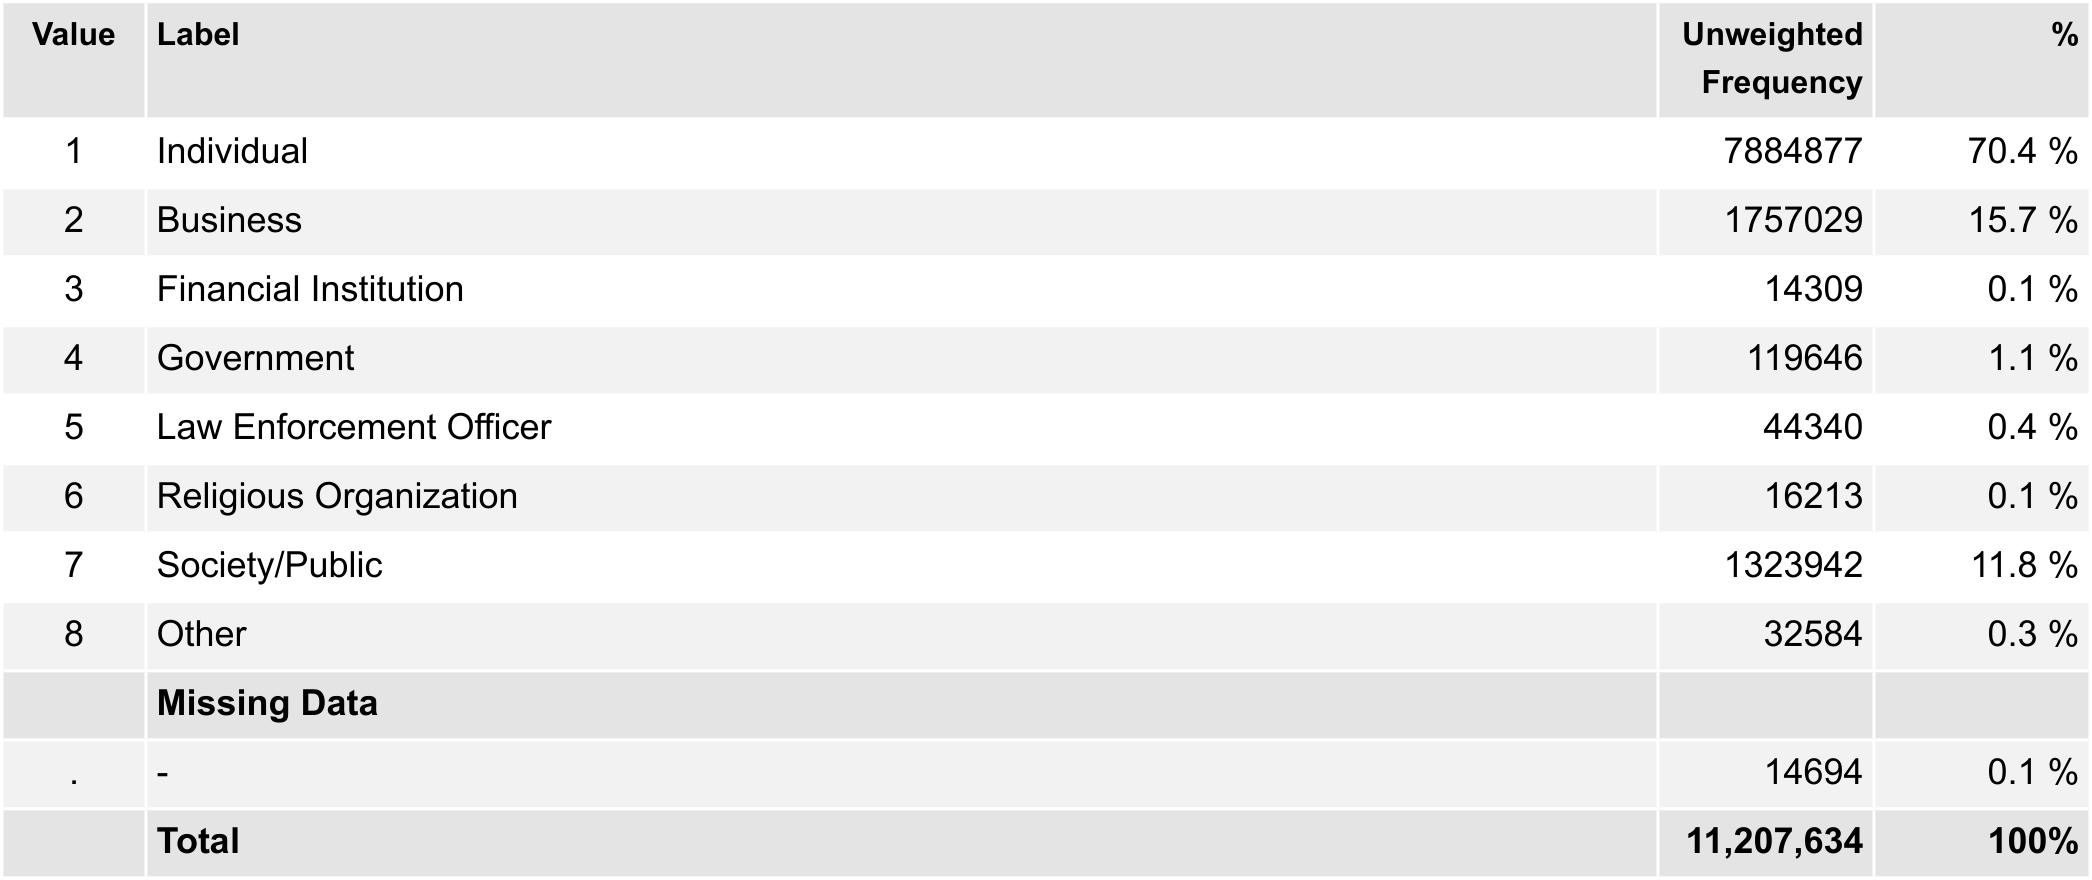 Value Label Unweighted Frequency %
1 Individual 7884877 70.4 %
2 Business 1757029 15.7 %
3 Financial Institution 14309 0.1 %
4 Government 119646 1.1 %
5 Law Enforcement Officer 44340 0.4 %
6 Religious Organization 16213 0.1 %
7 Society/Public 1323942 11.8 %
8 Other 32584 0.3 %
Missing Data
. - 14694 0.1 %
Total 11,207,634 100%